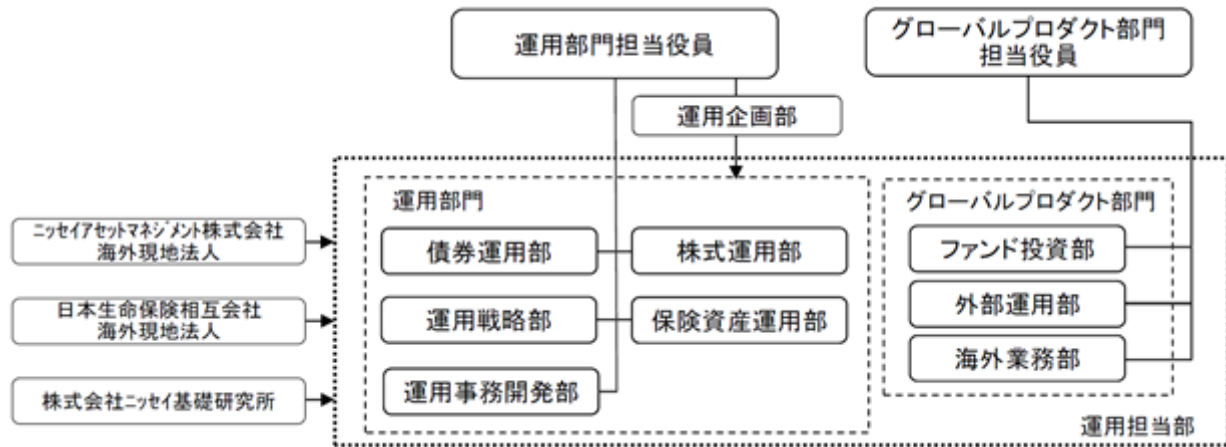 運用部門担当役員
グローバルプロダクト部門
担当役員
運用企画部
運用部門
グローバルプロダクト部門
ニッセイアセットマネジメント株式会社
海外現地法人
債券運用部
株式運用部
ファンド投資部
日本生命保険相互会社
海外現地法人
運用戦略部
保険資産運用部
外部運用部
海外業務部
株式会社ニッセイ基礎研究所
運用事務開発部
運用担当部